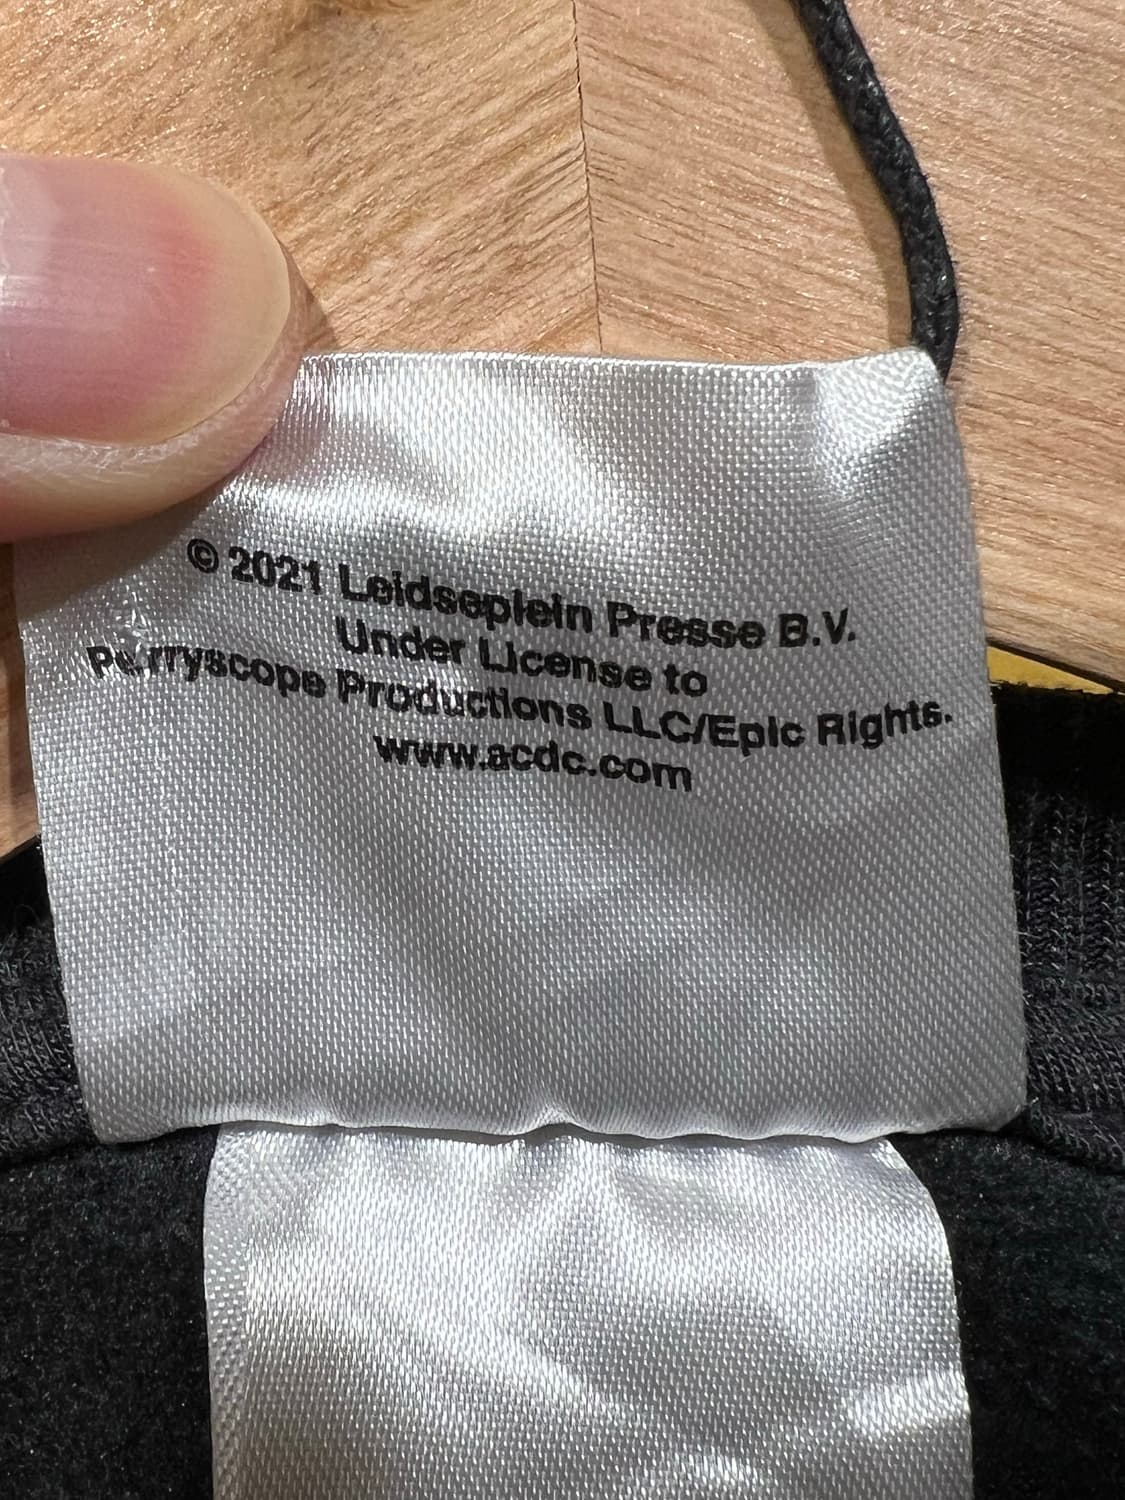 © 2021 Leidseplein Presse B.V.
Under License to
Perryscope Productions LLC/Epic Rights.
www.acdc.com